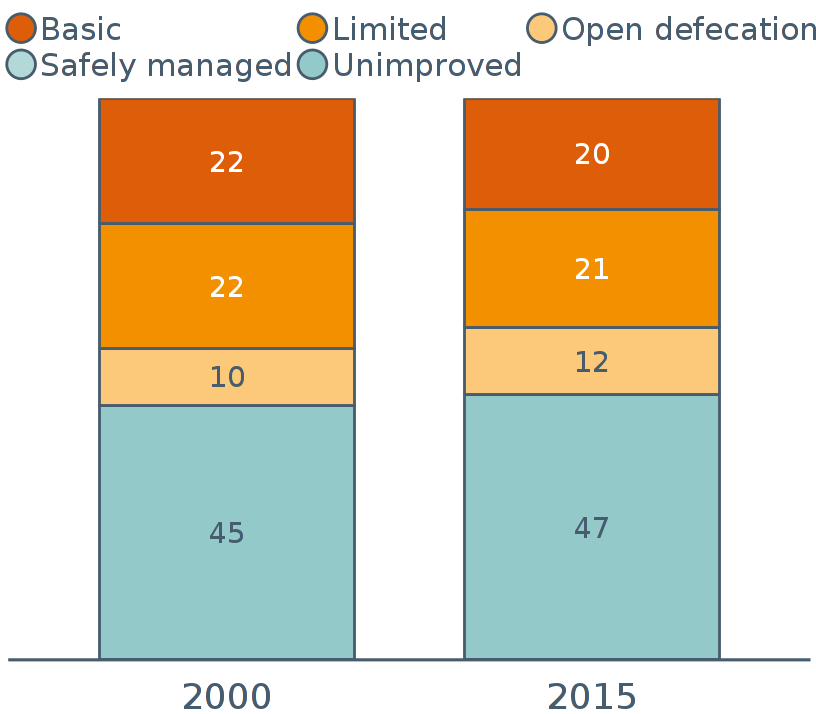 Basic Limited Open defecation
Safely managed Unimproved
22 20
22 21
10 12
45 47
2000 2015